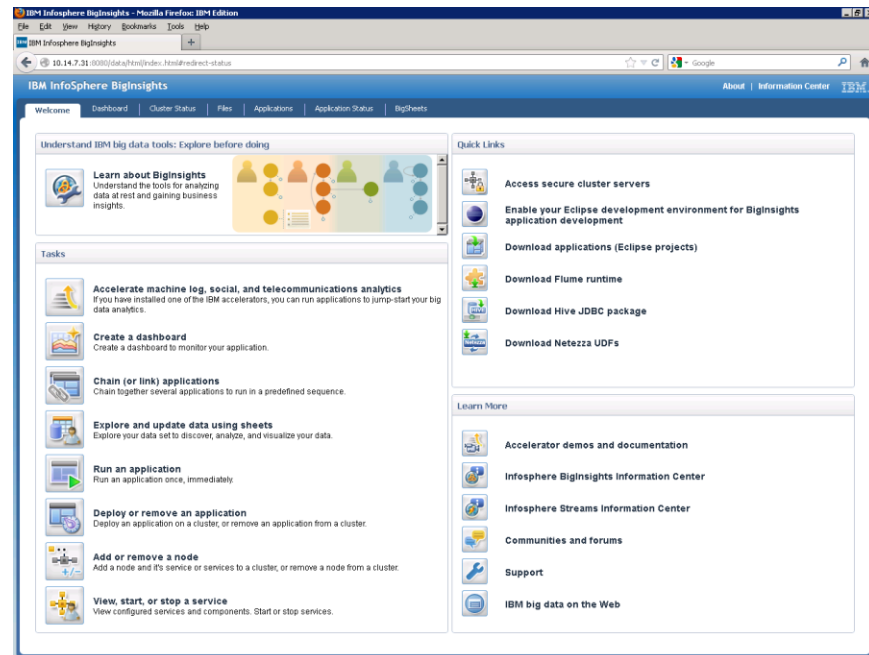 IBM Infosphere BigInsights - Mozilla Firefox: IBM Edition
File Edit View History Bookmarks Tools Help
IBM Infosphere BigInsights
10.14.7.31:8080/data/html/index.html#redirect-status
Google
IBM InfoSphere BigInsights
About | Information Center IBM
Welcome Dashboard Cluster Status Files Applications Application Status BigSheets
Understand IBM big data tools: Explore before doing
Learn about BigInsights
Understand the tools for analyzing
data at rest and gaining business
insights.
Tasks
Accelerate machine log, social, and telecommunications analytics
If you have installed one of the IBM accelerators, you can run applications to jump-start your big
data analytics.
Create a dashboard
Create a dashboard to monitor your application.
Chain (or link) applications
Chain together several applications to run in a predefined sequence.
Explore and update data using sheets
Explore your data set to discover, analyze, and visualize your data.
Run an application
Run an application once, immediately.
Deploy or remove an application
Deploy an application on a cluster, or remove an application from a cluster.
Add or remove a node
Add a node and it's service or services to a cluster, or remove a node from a cluster.
View, start, or stop a service
View configured services and components. Start or stop services.
Quick Links
Access secure cluster servers
Enable your Eclipse development environment for BigInsights
application development
Download applications (Eclipse projects)
Download Flume runtime
Download Hive JDBC package
Netezza
Download Netezza UDFs
Learn More
Accelerator demos and documentation
Infosphere BigInsights Information Center
Infosphere Streams Information Center
Communities and forums
Support
IBM big data on the Web